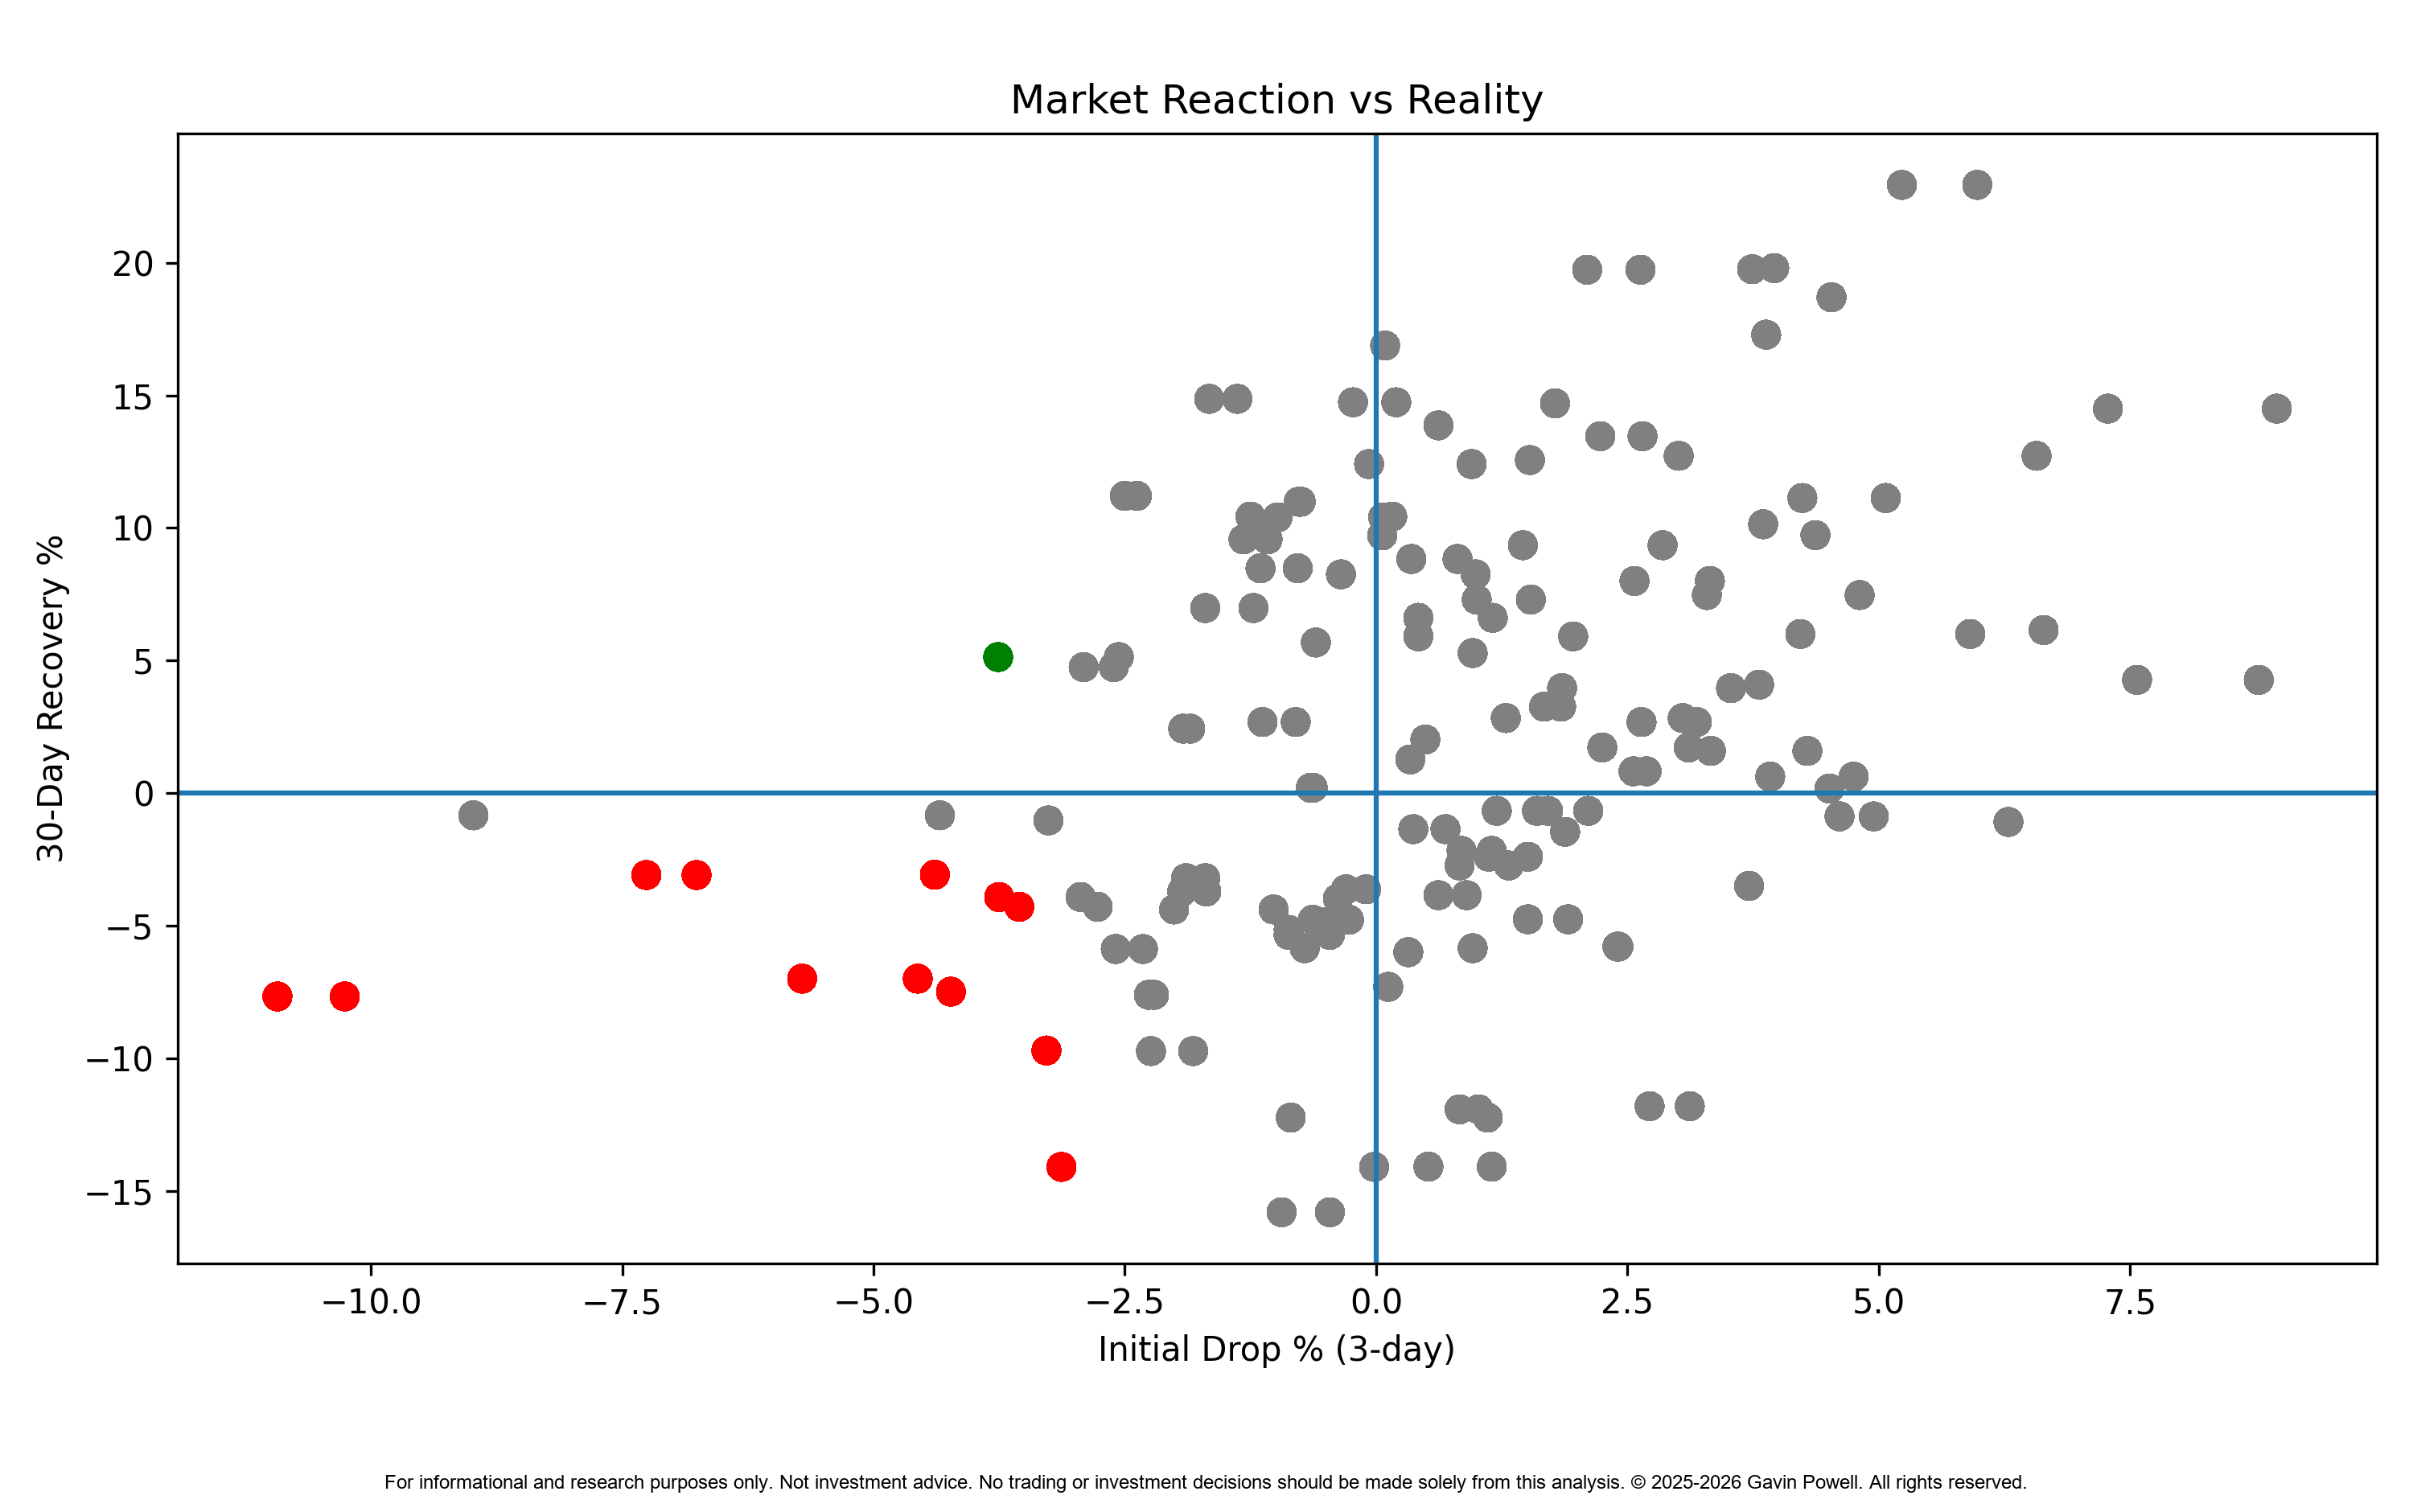 Market Reaction vs Reality
30-Day Recovery %
20
15
10
5
0
−5
−10
−15
−10.0 −7.5 −5.0 −2.5 0.0 2.5 5.0 7.5
Initial Drop % (3-day)
For informational and research purposes only. Not investment advice. No trading or investment decisions should be made solely from this analysis. © 2025-2026 Gavin Powell. All rights reserved.